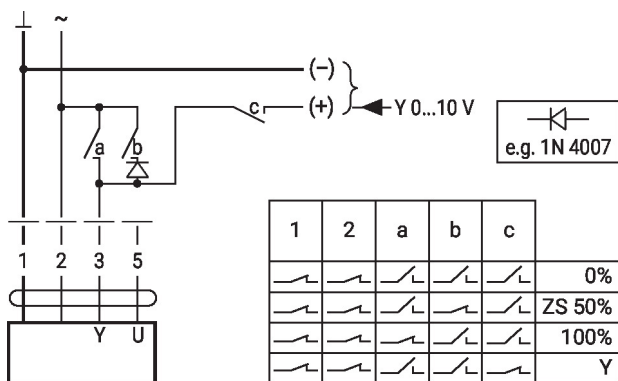 ⊥ ~
(–)
c (+) Y 0...10 V
a b
e.g. 1N 4007
1 2 3 5
Y U
1 2 a b c
0%
ZS 50%
100%
Y